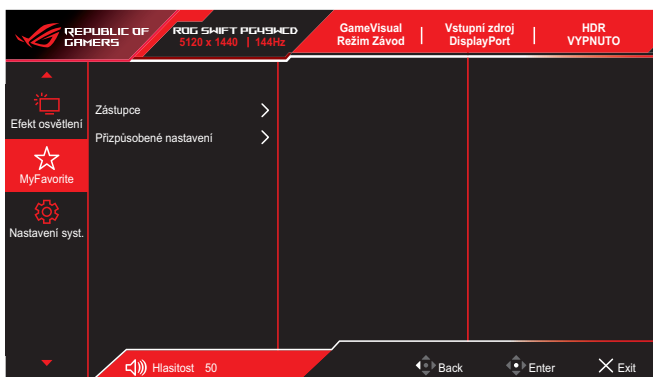 REPUBLIC OF
GAMERS
ROG SWIFT PG49WCD
5120 x 1440 | 144Hz
GameVisual
Režim Závod
Vstupní zdroj
DisplayPort
HDR
VYPNUTO
Efekt osvětlení
MyFavorite
Nastavení syst.
Zástupce
Přizpůsobené nastavení
Hlasitost 50
Back
Enter
Exit